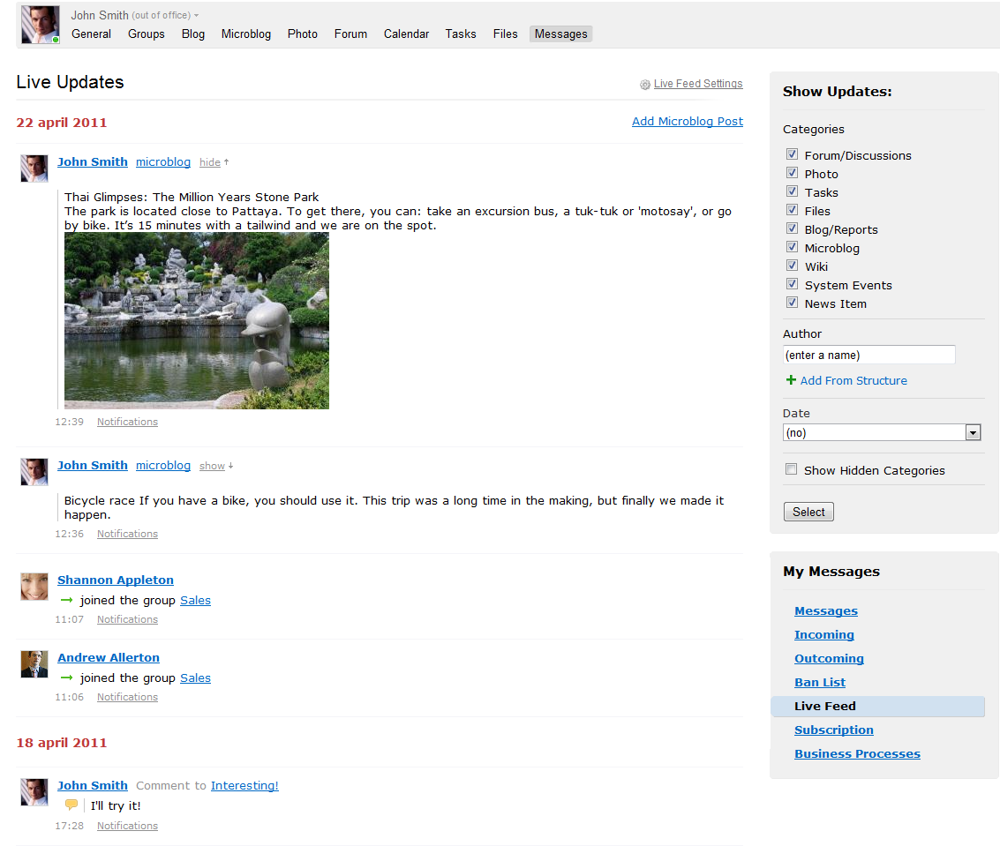 John Smith (out of office)
General Groups Blog Microblog Photo Forum Calendar Tasks Files Messages
Live Updates
Live Feed Settings
22 april 2011
Add Microblog Post
John Smith microblog hide ↑
Thai Glimpses: The Million Years Stone Park
The park is located close to Pattaya. To get there, you can: take an excursion bus, a tuk-tuk or 'motosay', or go
by bike. It’s 15 minutes with a tailwind and we are on the spot.
12:39 Notifications
John Smith microblog show ↓
Bicycle race If you have a bike, you should use it. This trip was a long time in the making, but finally we made it
happen.
12:36 Notifications
Shannon Appleton
joined the group Sales
11:07 Notifications
Andrew Allerton
joined the group Sales
11:06 Notifications
18 april 2011
John Smith Comment to Interesting!
I'll try it!
17:28 Notifications
Show Updates:
Categories
Forum/Discussions
Photo
Tasks
Files
Blog/Reports
Microblog
Wiki
System Events
News Item
Author
(enter a name)
Add From Structure
Date
(no)
Show Hidden Categories
Select
My Messages
Messages
Incoming
Outcoming
Ban List
Live Feed
Subscription
Business Processes